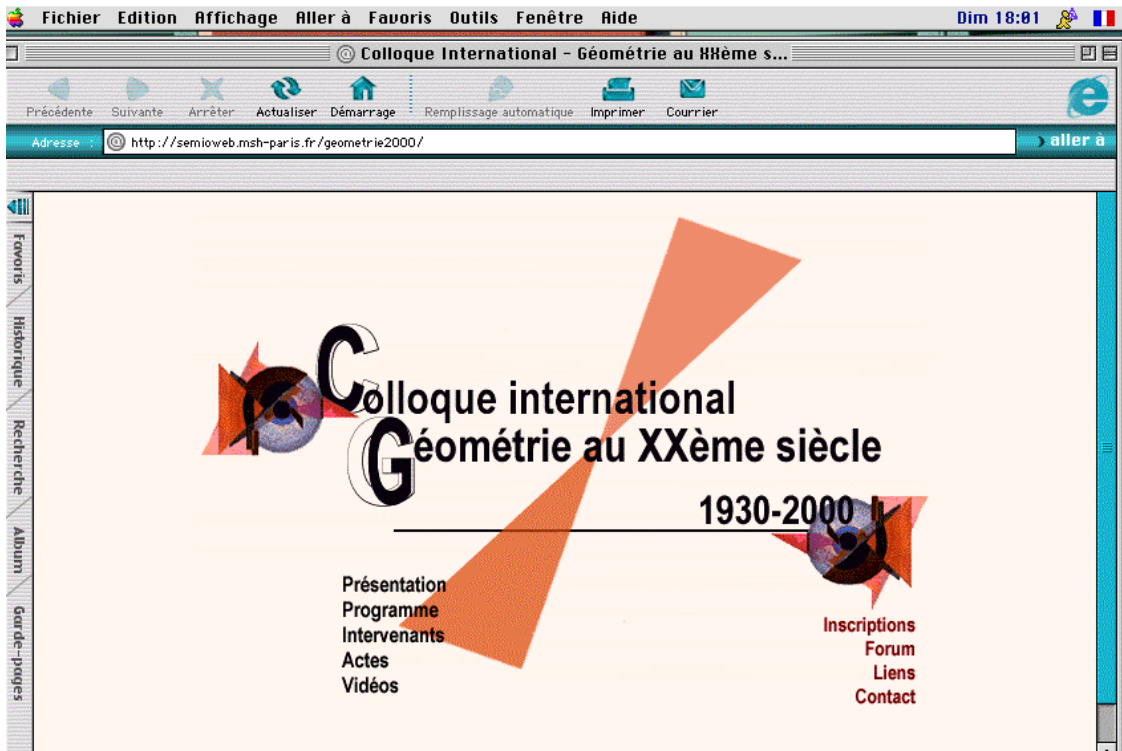 Fichier Edition Affichage Aller à Favoris Outils Fenêtre Aide Dim 18:01
@ Colloque International - Géométrie au XXème s...
Précédente Suivante Arrêter Actualiser Démarrage Remplissage automatique Imprimer Courrier
Adresse : @ http://semioweb.msh-paris.fr/geometrie2000/ aller à
Favoris
Historique
Recherche
Album
Garde-pages
Colloque international
Géométrie au XXème siècle
1930-2000
Présentation
Programme
Intervenants
Actes
Vidéos
Inscriptions
Forum
Liens
Contact